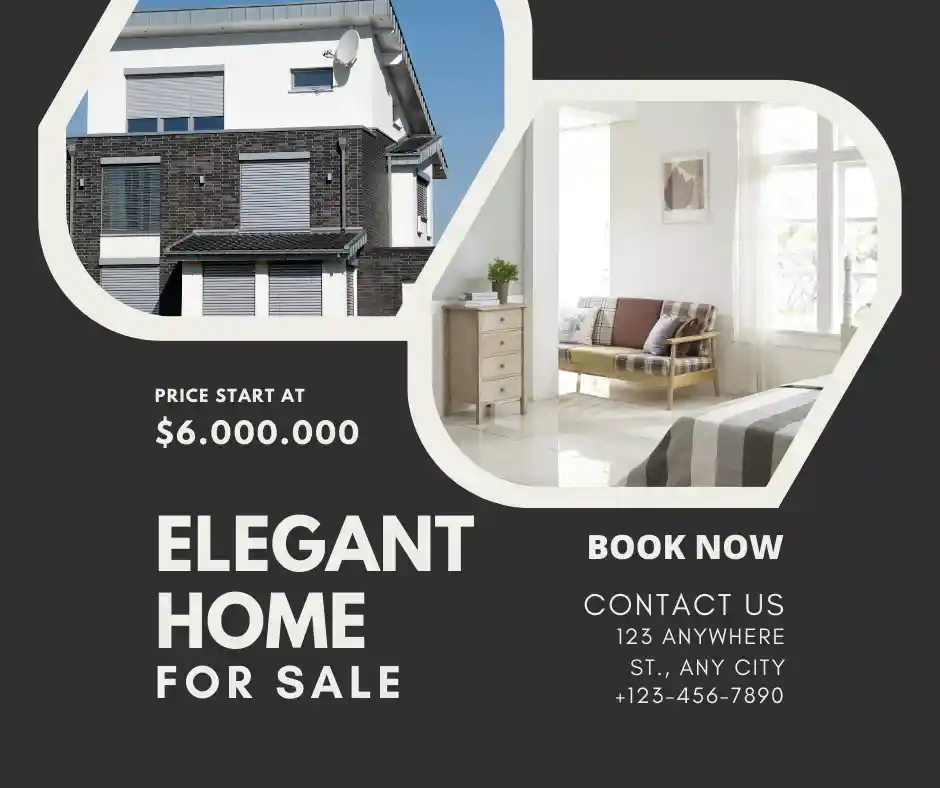 PRICE START AT
$6.000.000
ELEGANT
HOME
FOR SALE
BOOK NOW
CONTACT US
123 ANYWHERE
ST., ANY CITY
+123-456-7890